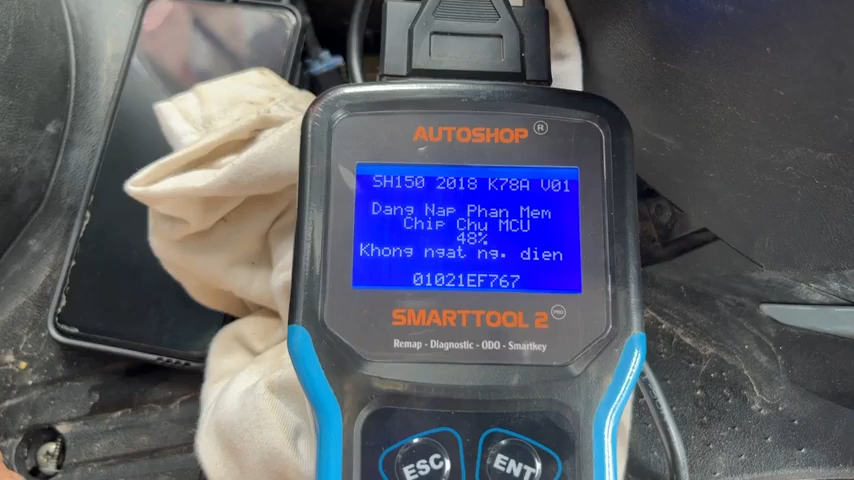 AUTOSHOP ®
SH150 2018 K78A V01
Dang Nap Phan Mem
Chip Chu MCU
48%
Khong ngat ng. dien
01021EF767
SMARTTOOL 2 PRO
Remap - Diagnostic - ODO - Smartkey
ESC
ENT